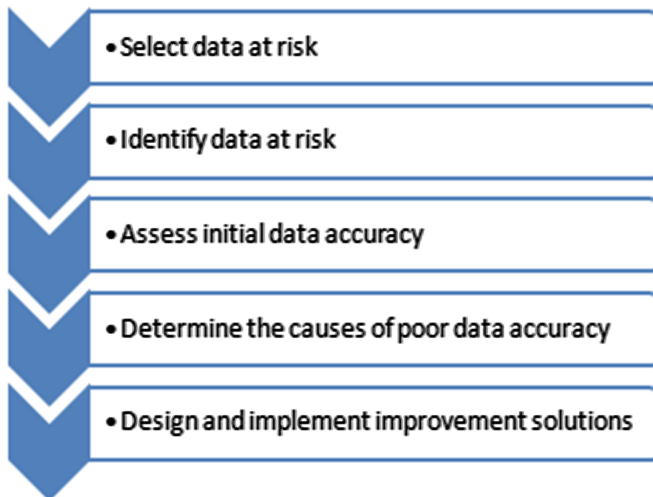 • Select data at risk
• Identify data at risk
• Assess initial data accuracy
• Determine the causes of poor data accuracy
• Design and implement improvement solutions